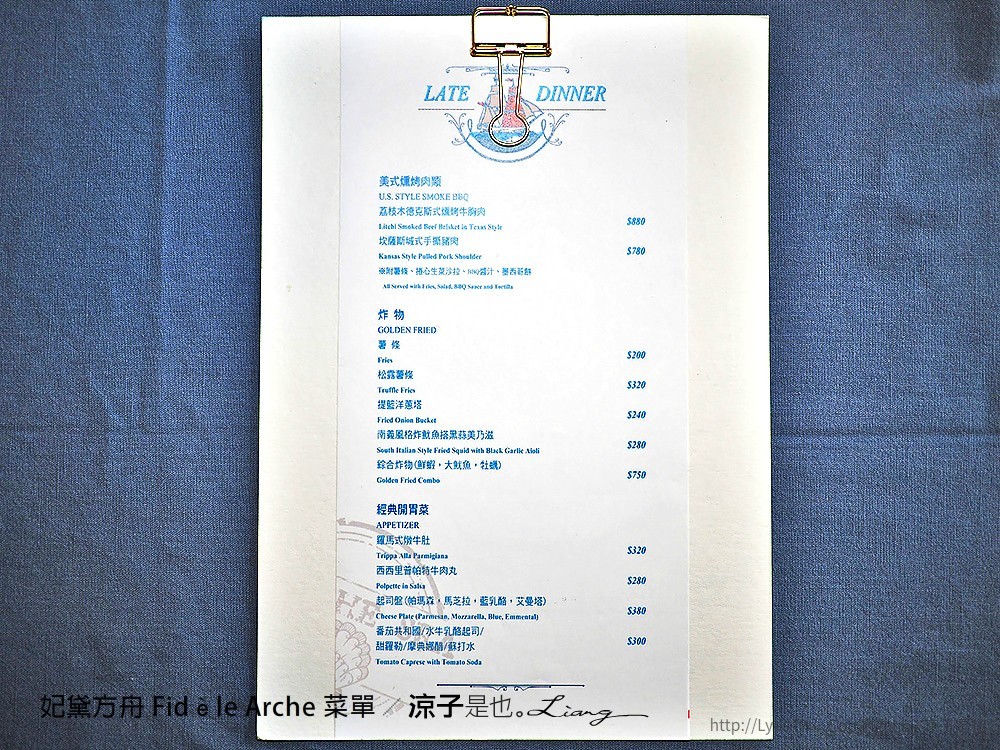 LATE DINNER
美式燻烤肉類
U.S. STYLE SMOKE BBQ
荔枝木德克斯式燻烤牛胸肉
Litchi Smoked Beef Brisket in Texas Style $880
坎薩斯城式手撕豬肉
Kansas Style Pulled Pork Shoulder $780
※附薯條、捲心生菜沙拉、BBQ醬汁、墨西哥餅
All Served with Fries, Salad, BBQ Sauce and Tortilla
炸 物
GOLDEN FRIED
薯 條
Fries $200
松露薯條
Truffle Fries $320
提籃洋蔥塔
Fried Onion Bucket $240
南義風格炸魷魚搭黑蒜美乃滋
South Italian Style Fried Squid with Black Garlic Aioli $280
綜合炸物(鮮蝦，大魷魚，牡蠣)
Golden Fried Combo $750
經典開胃菜
APPETIZER
羅馬式燉牛肚
Trippa Alla Parmigiana $320
西西里普帕特牛肉丸
Polpette in Salsa $280
起司盤(帕瑪森，馬芝拉，藍乳酪，艾曼塔)
Cheese Plate (Parmesan, Mozzarella, Blue, Emmental) $380
番茄共和國/水牛乳酪起司/
甜羅勒/摩典娜醋/蘇打水 $300
Tomato Caprese with Tomato Soda
妃黛方舟 Fid e le Arche 菜單 / 涼子是也。Liang
http://Ly